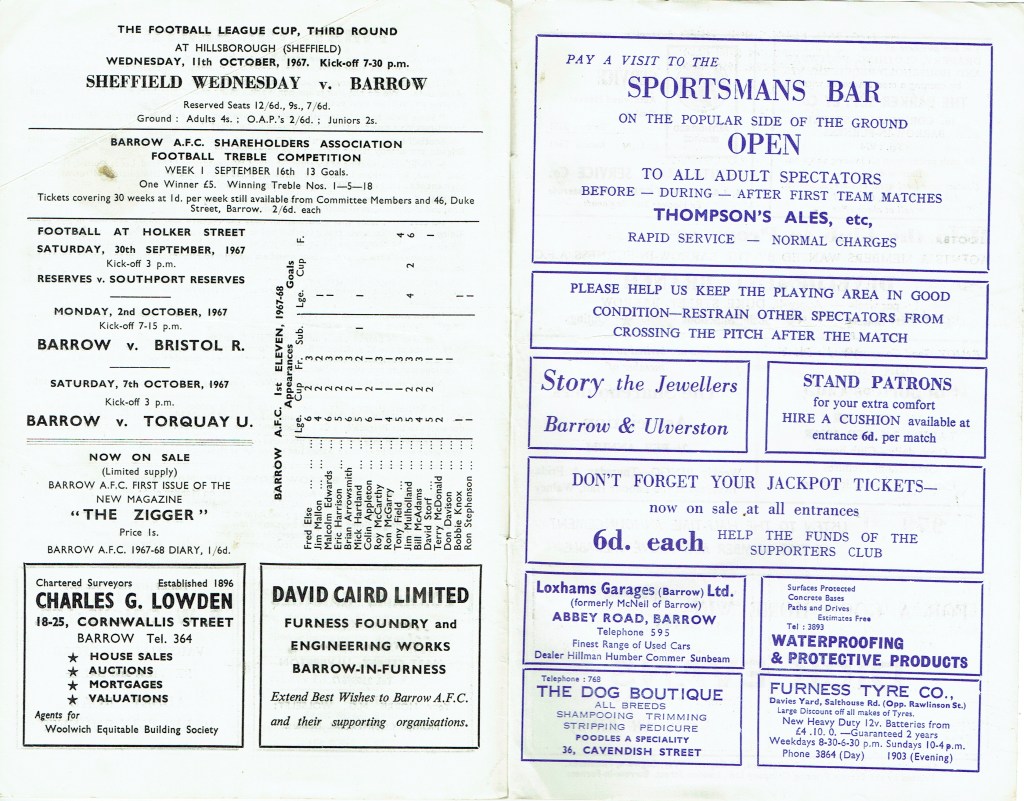 THE FOOTBALL LEAGUE CUP, THIRD ROUND
AT HILLSBOROUGH (SHEFFIELD)
WEDNESDAY, 11th OCTOBER, 1967. Kick-off 7-30 p.m.
SHEFFIELD WEDNESDAY v. BARROW
Reserved Seats 12/6d., 9s., 7/6d.
Ground : Adults 4s. ; O.A.P.'s 2/6d. ; Juniors 2s.
BARROW A.F.C. SHAREHOLDERS ASSOCIATION
FOOTBALL TREBLE COMPETITION
WEEK 1 SEPTEMBER 16th 13 Goals.
One Winner £5. Winning Treble Nos. 1—5—18
Tickets covering 30 weeks at 1d. per week still available from Committee Members and 46, Duke
Street, Barrow. 2/6d. each
FOOTBALL AT HOLKER STREET
SATURDAY, 30th SEPTEMBER, 1967
Kick-off 3 p.m.
RESERVES v. SOUTHPORT RESERVES
MONDAY, 2nd OCTOBER, 1967
Kick-off 7-15 p.m.
BARROW v. BRISTOL R.
SATURDAY, 7th OCTOBER, 1967
Kick-off 3 p.m.
BARROW v. TORQUAY U.
NOW ON SALE
(Limited supply)
BARROW A.F.C. FIRST ISSUE OF THE
NEW MAGAZINE
"THE ZIGGER"
Price 1s.
BARROW A.F.C. 1967-68 DIARY, 1/6d.
BARROW A.F.C. 1st ELEVEN, 1967-68
Appearances Goals
Lge. Cup Fr. Sub. Lge. Cup F.
Fred Else
Jim Mallon
Malcolm Edwards
Eric Harrison
Brian Arrowsmith
Mick Hartland
Colin Appleton
Roy McCarthy
Ron McGarry
Tony Field
Jim Mulholland
Bill McAdams
David Storf
Terry McDonald
Don Davison
Bobbie Knox
Ron Stephenson
Chartered Surveyors Established 1896
CHARLES G. LOWDEN
18-25, CORNWALLIS STREET
BARROW Tel. 364
★ HOUSE SALES
★ AUCTIONS
★ MORTGAGES
★ VALUATIONS
Agents for
Woolwich Equitable Building Society
DAVID CAIRD LIMITED
FURNESS FOUNDRY and
ENGINEERING WORKS
BARROW-IN-FURNESS
Extend Best Wishes to Barrow A.F.C.
and their supporting organisations.
PAY A VISIT TO THE
SPORTSMANS BAR
ON THE POPULAR SIDE OF THE GROUND
OPEN
TO ALL ADULT SPECTATORS
BEFORE — DURING — AFTER FIRST TEAM MATCHES
THOMPSON'S ALES, etc,
RAPID SERVICE — NORMAL CHARGES
PLEASE HELP US KEEP THE PLAYING AREA IN GOOD
CONDITION—RESTRAIN OTHER SPECTATORS FROM
CROSSING THE PITCH AFTER THE MATCH
Story the Jewellers
Barrow & Ulverston
STAND PATRONS
for your extra comfort
HIRE A CUSHION available at
entrance 6d. per match
DON'T FORGET YOUR JACKPOT TICKETS—
now on sale at all entrances
6d. each HELP THE FUNDS OF THE
SUPPORTERS CLUB
Loxhams Garages (Barrow) Ltd.
(formerly McNeil of Barrow)
ABBEY ROAD, BARROW
Telephone 595
Finest Range of Used Cars
Dealer Hillman Humber Commer Sunbeam
Surfaces Protected
Concrete Bases
Paths and Drives
Estimates Free
Tel : 3893
WATERPROOFING
& PROTECTIVE PRODUCTS
Telephone : 768
THE DOG BOUTIQUE
ALL BREEDS
SHAMPOOING TRIMMING
STRIPPING PEDICURE
POODLES A SPECIALITY
36, CAVENDISH STREET
FURNESS TYRE CO.,
Davies Yard, Salthouse Rd. (Opp. Rawlinson St.)
Large Discount off all makes of Tyres.
New Heavy Duty 12v. Batteries from
£4 .10. 0. —Guaranteed 2 years
Weekdays 8-30-6-30 p.m. Sundays 10-4 p.m.
Phone 3864 (Day) 1903 (Evening)